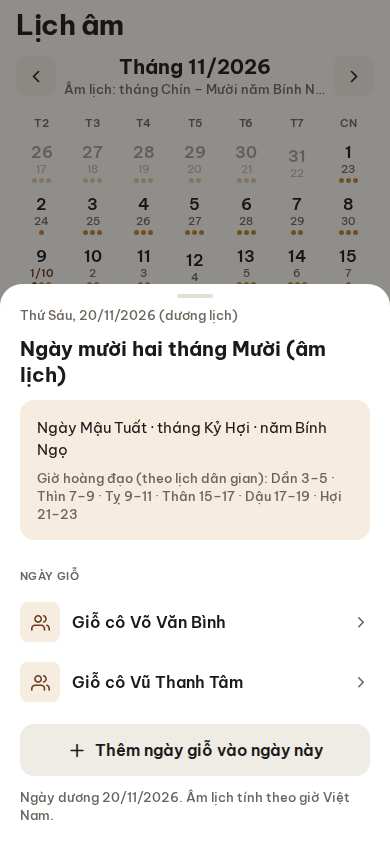 Lịch âm
Tháng 11/2026
Âm lịch: tháng Chín – Mười năm Bính N...
T2 T3 T4 T5 T6 T7 CN
26 27 28 29 30 31 1
17 18 19 20 21 22 23
2 3 4 5 6 7 8
24 25 26 27 28 29 30
9 10 11 12 13 14 15
1/10 2 3 4 5 6 7
Thứ Sáu, 20/11/2026 (dương lịch)
Ngày mười hai tháng Mười (âm
lịch)
Ngày Mậu Tuất · tháng Kỷ Hợi · năm Bính
Ngọ
Giờ hoàng đạo (theo lịch dân gian): Dần 3–5 ·
Thìn 7–9 · Tỵ 9–11 · Thân 15–17 · Dậu 17–19 · Hợi
21–23
NGÀY GIỖ
Giỗ cô Võ Văn Bình
Giỗ cô Vũ Thanh Tâm
Thêm ngày giỗ vào ngày này
Ngày dương 20/11/2026. Âm lịch tính theo giờ Việt
Nam.